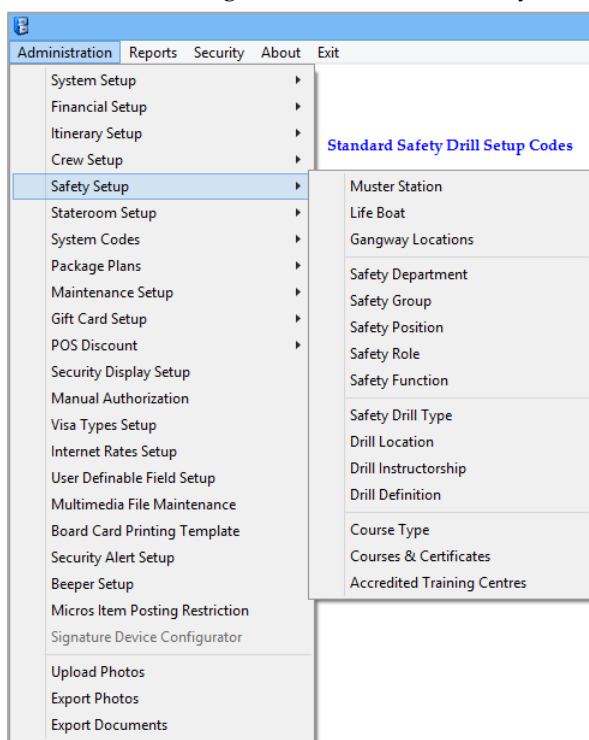 Administration Reports Security About Exit
System Setup
Financial Setup
Itinerary Setup
Crew Setup
Safety Setup
Stateroom Setup
System Codes
Package Plans
Maintenance Setup
Gift Card Setup
POS Discount
Security Display Setup
Manual Authorization
Visa Types Setup
Internet Rates Setup
User Definable Field Setup
Multimedia File Maintenance
Board Card Printing Template
Security Alert Setup
Beeper Setup
Micros Item Posting Restriction
Signature Device Configurator
Upload Photos
Export Photos
Export Documents
Standard Safety Drill Setup Codes
Muster Station
Life Boat
Gangway Locations
Safety Department
Safety Group
Safety Position
Safety Role
Safety Function
Safety Drill Type
Drill Location
Drill Instructorship
Drill Definition
Course Type
Courses & Certificates
Accredited Training Centres